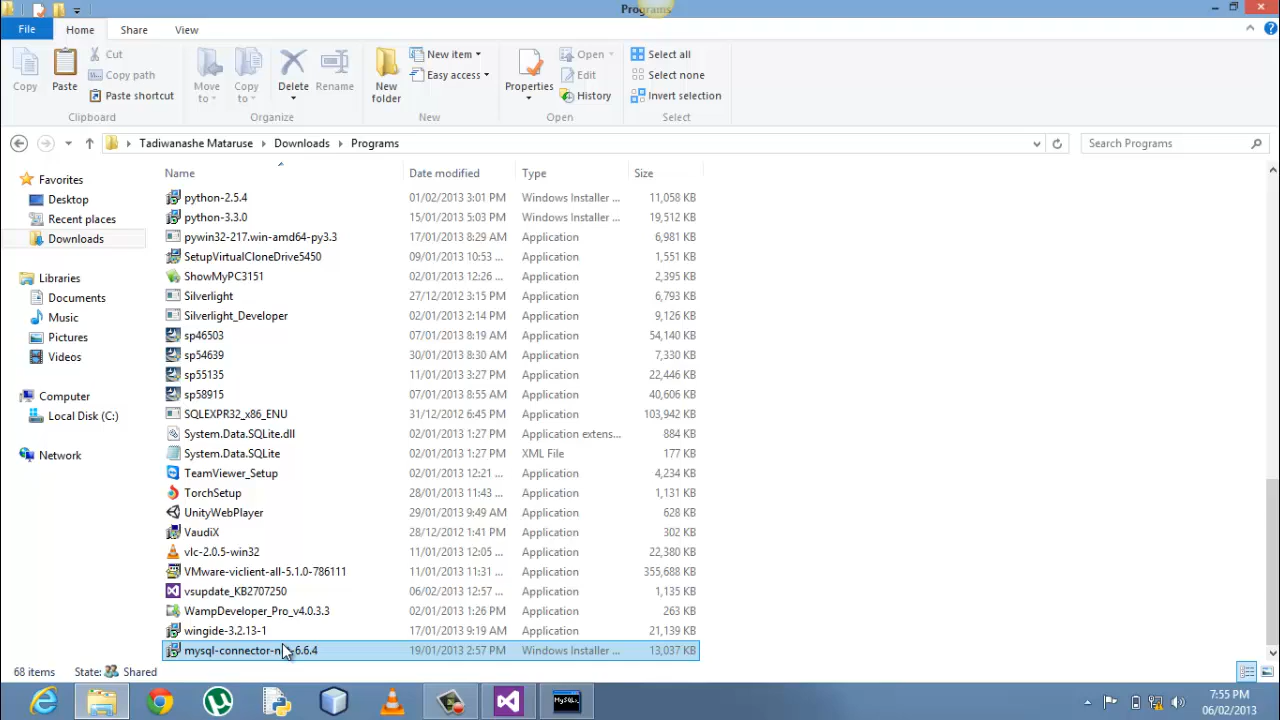 Programs
File Home Share View
Copy Paste Cut Copy path Paste shortcut Clipboard
Move to Copy to Delete Rename Organize
New folder New item Easy access New
Properties Open Edit History Open
Select all Select none Invert selection Select
Tadiwanashe Mataruse Downloads Programs Search Programs
Name Date modified Type Size
Favorites
Desktop
Recent places
Downloads
Libraries
Documents
Music
Pictures
Videos
Computer
Local Disk (C:)
Network
python-2.5.4 01/02/2013 3:01 PM Windows Installer ... 11,058 KB
python-3.3.0 15/01/2013 5:03 PM Windows Installer ... 19,512 KB
pywin32-217.win-amd64-py3.3 17/01/2013 8:29 AM Application 6,981 KB
SetupVirtualCloneDrive5450 09/01/2013 10:53 ... Application 1,551 KB
ShowMyPC3151 02/01/2013 12:26 ... Application 2,395 KB
Silverlight 27/12/2012 3:15 PM Application 6,793 KB
Silverlight_Developer 02/01/2013 2:14 PM Application 9,126 KB
sp46503 07/01/2013 8:19 AM Application 54,140 KB
sp54639 30/01/2013 8:30 AM Application 7,330 KB
sp55135 11/01/2013 3:27 PM Application 22,446 KB
sp58915 07/01/2013 8:55 AM Application 40,606 KB
SQLEXPR32_x86_ENU 31/12/2012 6:45 PM Application 103,942 KB
System.Data.SQLite.dll 02/01/2013 1:27 PM Application extens... 884 KB
System.Data.SQLite 02/01/2013 1:27 PM XML File 177 KB
TeamViewer_Setup 02/01/2013 12:21 ... Application 4,234 KB
TorchSetup 28/01/2013 11:43 ... Application 1,131 KB
UnityWebPlayer 29/01/2013 9:49 AM Application 628 KB
VaudiX 28/12/2012 1:41 PM Application 302 KB
vlc-2.0.5-win32 11/01/2013 12:05 ... Application 22,380 KB
VMware-viclient-all-5.1.0-786111 11/01/2013 11:31 ... Application 355,688 KB
vsupdate_KB2707250 06/02/2013 12:57 ... Application 1,135 KB
WampDeveloper_Pro_v4.0.3.3 02/01/2013 1:26 PM Application 263 KB
wingide-3.2.13-1 17/01/2013 9:19 AM Application 21,139 KB
mysql-connector-n 6.6.4 19/01/2013 2:57 PM Windows Installer ... 13,037 KB
68 items State: Shared
MySQL
7:55 PM
06/02/2013